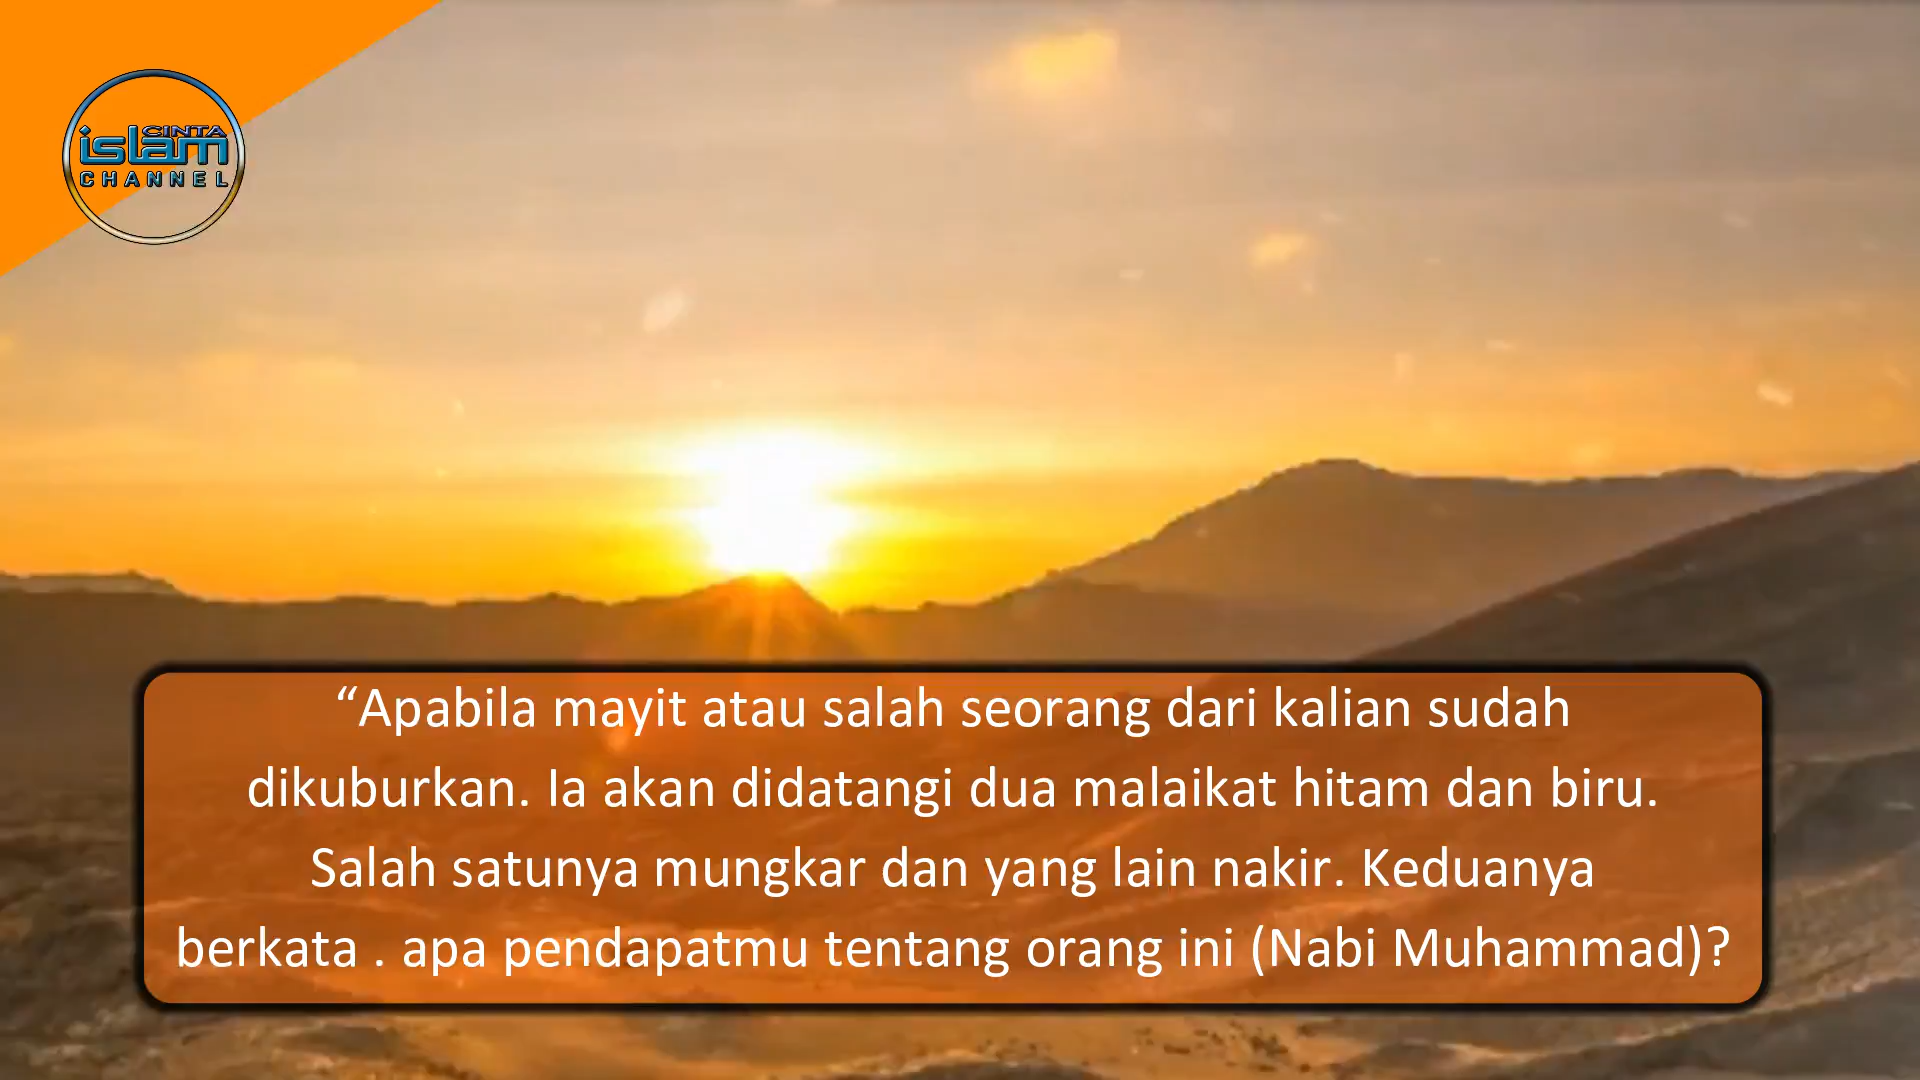 CINTA
islam
CHANNEL
“Apabila mayit atau salah seorang dari kalian sudah
dikuburkan. Ia akan didatangi dua malaikat hitam dan biru.
Salah satunya mungkar dan yang lain nakir. Keduanya
berkata . apa pendapatmu tentang orang ini (Nabi Muhammad)?